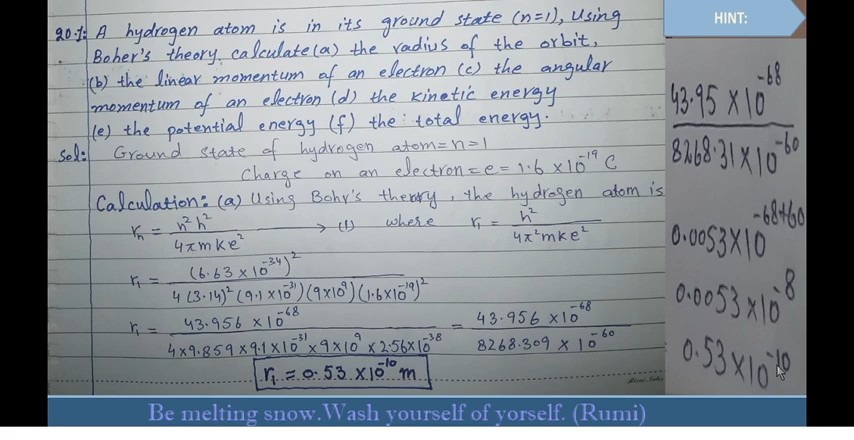 20.1: A hydrogen atom is in its ground state (n=1), using
Boher's theory, calculate (a) the radius of the orbit,
(b) the linear momentum of an electron (c) the angular
momentum of an electron (d) the kinetic energy
(e) the potential energy (f) the total energy.
Sol: Ground state of hydrogen atom = n = 1
Charge on an electron = e = 1.6 × 10⁻¹⁹ C
Calculation: (a) Using Bohr's theory, the hydrogen atom is
rₙ = n²h² / 4πmke² → (1) where r₁ = h² / 4π²mke²
r₁ = (6.63 × 10⁻³⁴)² / 4(3.14)²(9.1×10⁻³¹)(9×10⁹)(1.6×10⁻¹⁹)²
r₁ = 43.956 × 10⁻⁶⁸ / 4×9.859×9.1×10⁻³¹×9×10⁹×2.56×10⁻³⁸ = 43.956 × 10⁻⁶⁸ / 8268.309 × 10⁻⁶⁰
r₁ = 0.53 × 10⁻¹⁰ m
HINT:
43.95 × 10⁻⁶⁸ / 8268.31 × 10⁻⁶⁰
0.0053 × 10⁻⁶⁸⁺⁶⁰
0.0053 × 10⁻⁸
0.53 × 10⁻¹⁰
Be melting snow.Wash yourself of yorself. (Rumi)